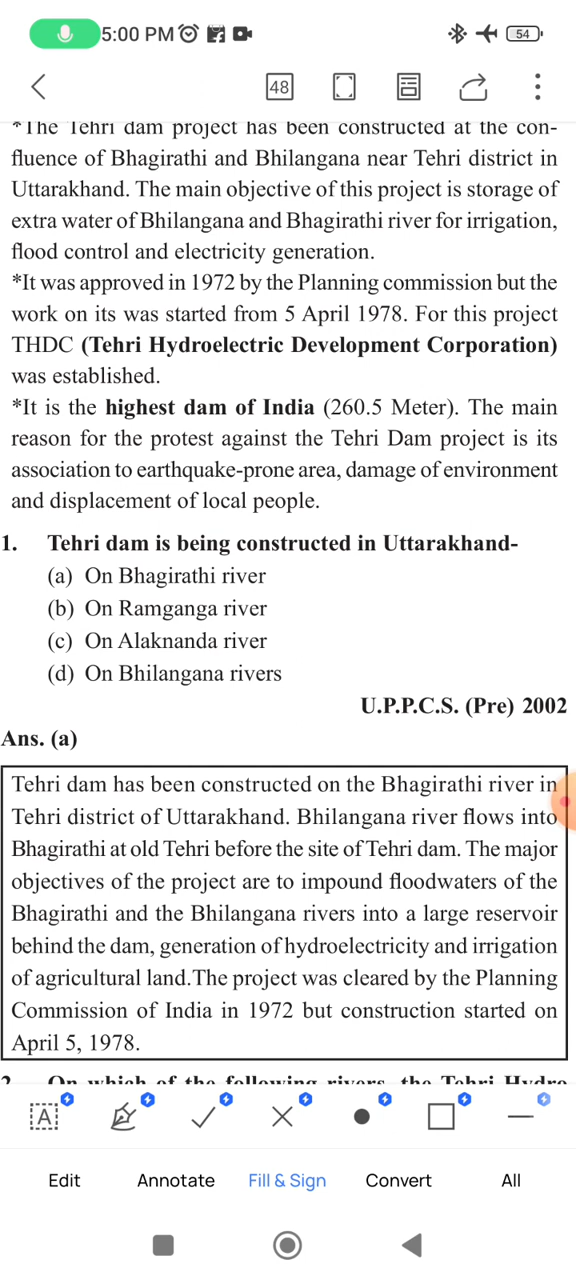 5:00 PM
54
48
*The Tehri dam project has been constructed at the con-
fluence of Bhagirathi and Bhilangana near Tehri district in
Uttarakhand. The main objective of this project is storage of
extra water of Bhilangana and Bhagirathi river for irrigation,
flood control and electricity generation.
*It was approved in 1972 by the Planning commission but the
work on its was started from 5 April 1978. For this project
THDC (Tehri Hydroelectric Development Corporation)
was established.
*It is the highest dam of India (260.5 Meter). The main
reason for the protest against the Tehri Dam project is its
association to earthquake-prone area, damage of environment
and displacement of local people.
1. Tehri dam is being constructed in Uttarakhand-
(a) On Bhagirathi river
(b) On Ramganga river
(c) On Alaknanda river
(d) On Bhilangana rivers
U.P.P.C.S. (Pre) 2002
Ans. (a)
Tehri dam has been constructed on the Bhagirathi river in
Tehri district of Uttarakhand. Bhilangana river flows into
Bhagirathi at old Tehri before the site of Tehri dam. The major
objectives of the project are to impound floodwaters of the
Bhagirathi and the Bhilangana rivers into a large reservoir
behind the dam, generation of hydroelectricity and irrigation
of agricultural land.The project was cleared by the Planning
Commission of India in 1972 but construction started on
April 5, 1978.
2. On which of the following rivers, the Tehri Hydro
A
Edit Annotate Fill & Sign Convert All